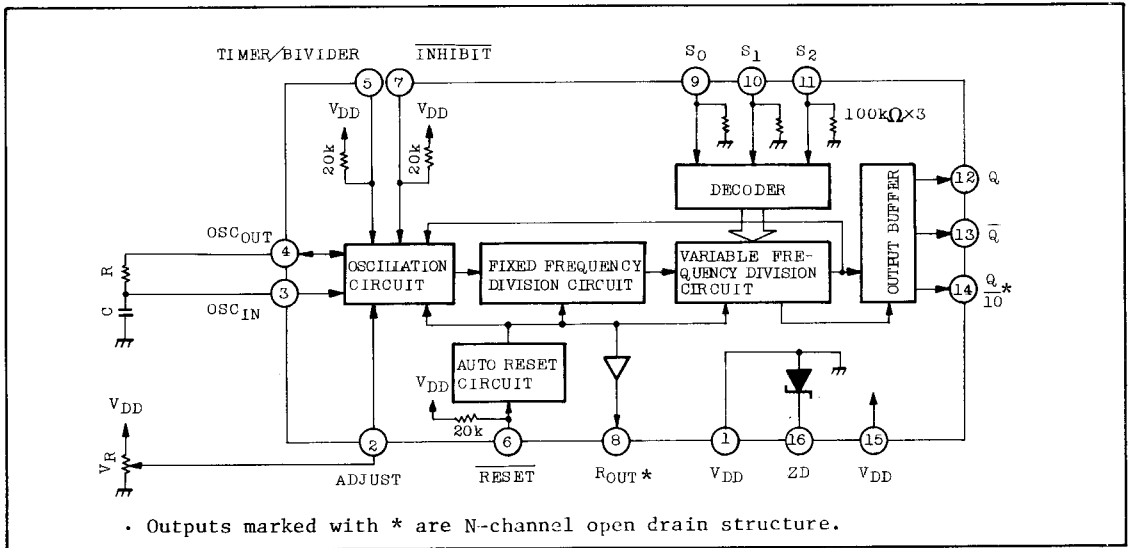 TIMER/BIVIDER
INHIBIT
S0
S1
S2
5
7
9
10
11
VDD
VDD
100kΩ×3
20k
20k
DECODER
12
Q
OSCOUT
4
R
OSCILLATION
CIRCUIT
FIXED FREQUENCY
DIVISION CIRCUIT
VARIABLE FRE-
QUENCY DIVISION
CIRCUIT
OUTPUT BUFFER
13
Q̄
14
Q/10*
3
C
OSCIN
AUTO RESET
CIRCUIT
VDD
20k
VDD
VR
2
6
8
1
16
15
ADJUST
RESET
ROUT*
VDD
ZD
VDD
· Outputs marked with * are N-channel open drain structure.